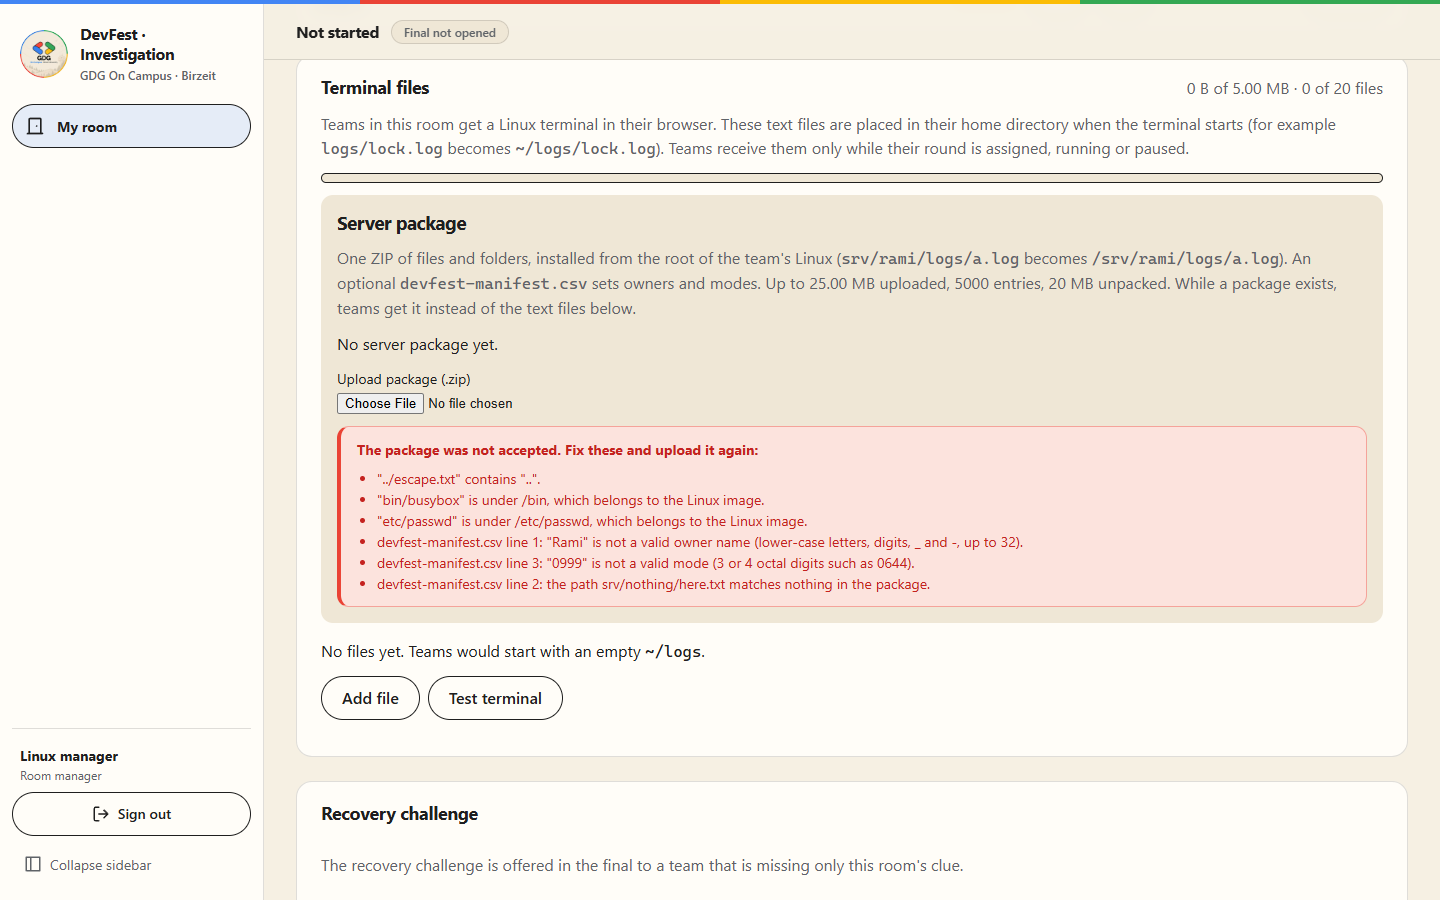 DevFest ·
Investigation
GDG On Campus · Birzeit
GDG
My room
Linux manager
Room manager
Sign out
Collapse sidebar
Not started
Final not opened
Terminal files
0 B of 5.00 MB · 0 of 20 files
Teams in this room get a Linux terminal in their browser. These text files are placed in their home directory when the terminal starts (for example
logs/lock.log becomes ~/logs/lock.log). Teams receive them only while their round is assigned, running or paused.
Server package
One ZIP of files and folders, installed from the root of the team's Linux (srv/rami/logs/a.log becomes /srv/rami/logs/a.log). An
optional devfest-manifest.csv sets owners and modes. Up to 25.00 MB uploaded, 5000 entries, 20 MB unpacked. While a package exists,
teams get it instead of the text files below.
No server package yet.
Upload package (.zip)
Choose File No file chosen
The package was not accepted. Fix these and upload it again:
• "../escape.txt" contains "..".
• "bin/busybox" is under /bin, which belongs to the Linux image.
• "etc/passwd" is under /etc/passwd, which belongs to the Linux image.
• devfest-manifest.csv line 1: "Rami" is not a valid owner name (lower-case letters, digits, _ and -, up to 32).
• devfest-manifest.csv line 3: "0999" is not a valid mode (3 or 4 octal digits such as 0644).
• devfest-manifest.csv line 2: the path srv/nothing/here.txt matches nothing in the package.
No files yet. Teams would start with an empty ~/logs.
Add file
Test terminal
Recovery challenge
The recovery challenge is offered in the final to a team that is missing only this room's clue.